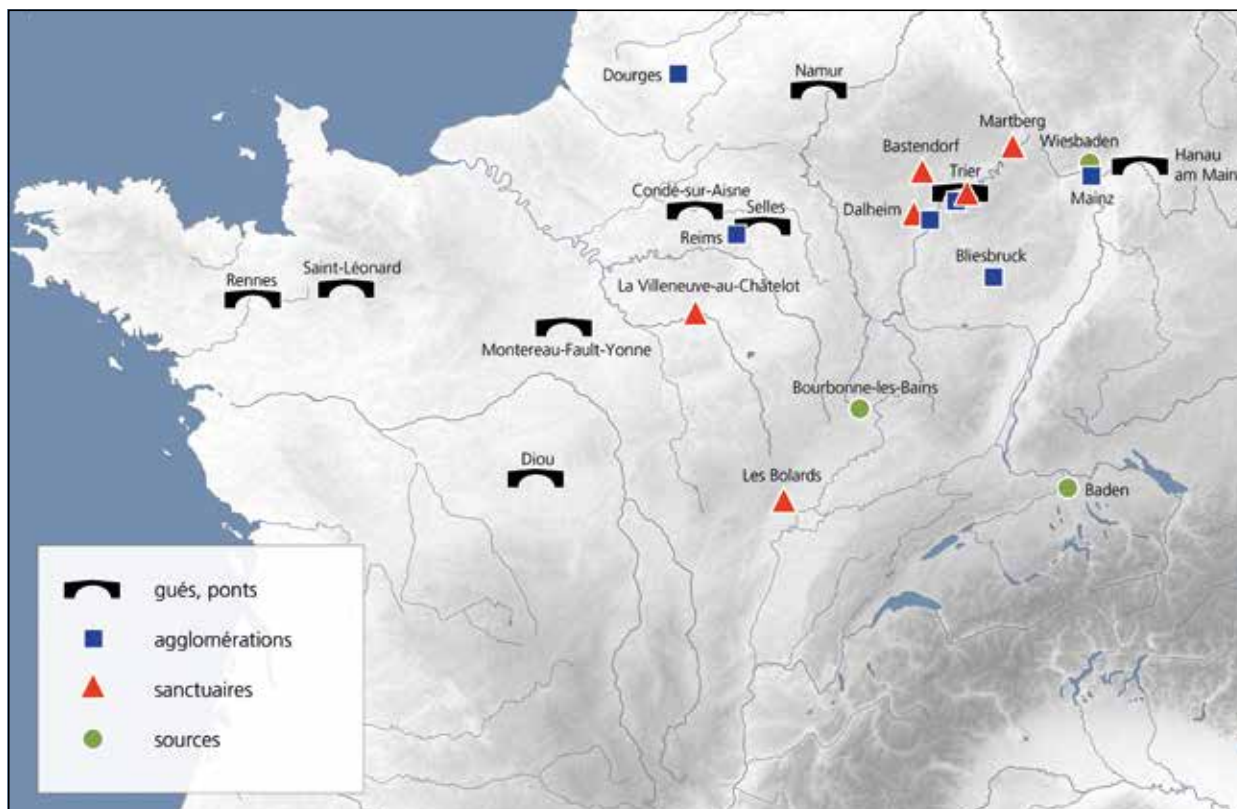 Dourges
Namur
Martberg
Bastendorf
Wiesbaden
Trier
Hanau
am Main
Mainz
Condé-sur-Aisne
Selles
Dalheim
Reims
Bliesbruck
Saint-Léonard
Rennes
La Villeneuve-au-Châtelot
Montereau-Fault-Yonne
Bourbonne-les-Bains
Diou
Les Bolards
Baden
gués, ponts
agglomérations
sanctuaires
sources